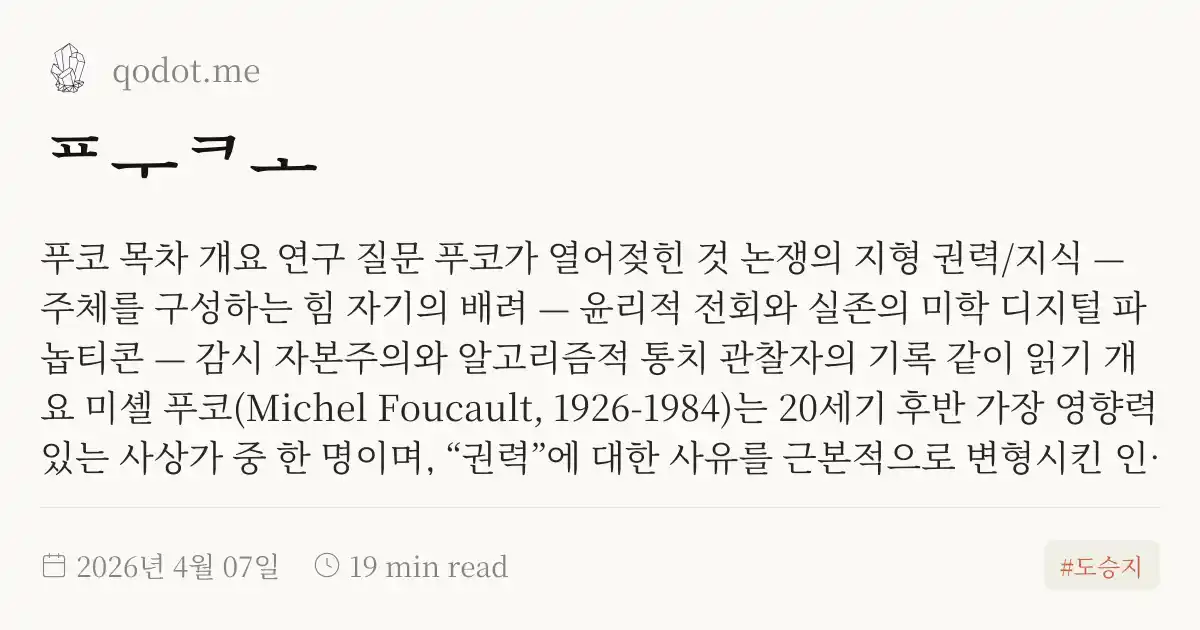 qodot.me
ㅍㅜㅋㅗ
푸코 목차 개요 연구 질문 푸코가 열어젖힌 것 논쟁의 지형 권력/지식 —
주체를 구성하는 힘 자기의 배려 — 윤리적 전회와 실존의 미학 디지털 파
놉티콘 — 감시 자본주의와 알고리즘적 통치 관찰자의 기록 같이 읽기 개
요 미셸 푸코(Michel Foucault, 1926-1984)는 20세기 후반 가장 영향력
있는 사상가 중 한 명이며, “권력”에 대한 사유를 근본적으로 변형시킨 인·
2026년 4월 07일 19 min read
#도승지